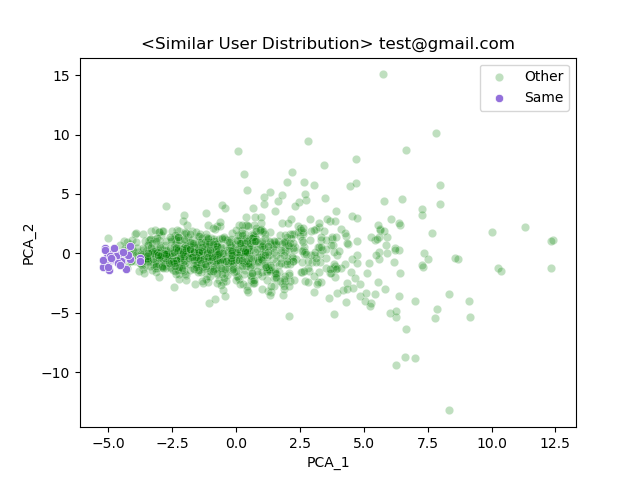 <Similar User Distribution> test@gmail.com
Other
Same
15
10
5
0
−5
−10
PCA_2
−5.0 −2.5 0.0 2.5 5.0 7.5 10.0 12.5
PCA_1